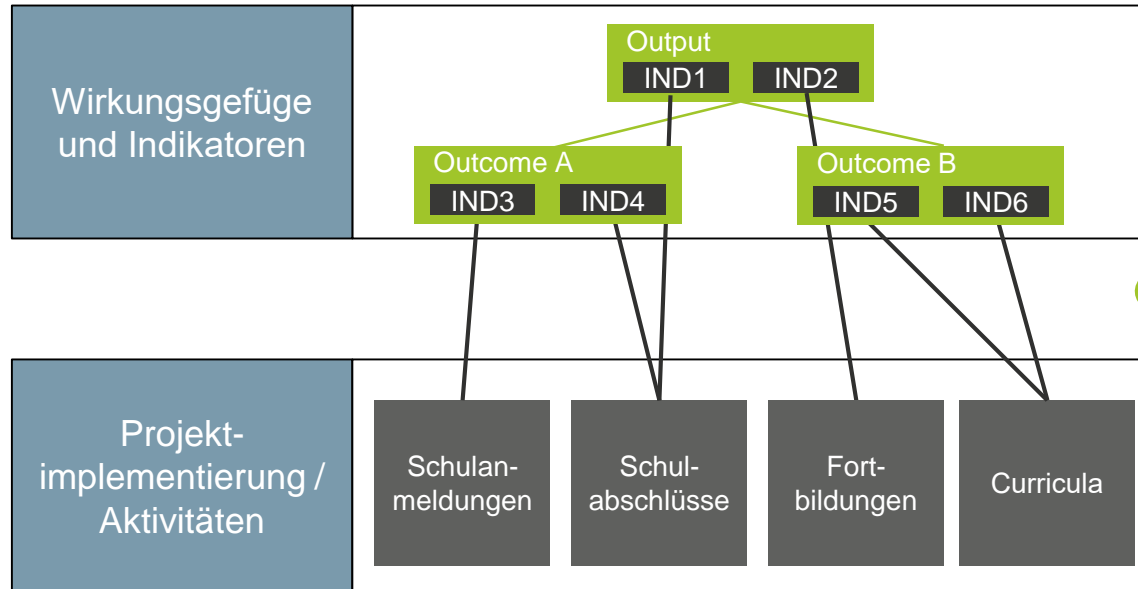 Wirkungsgefüge
und Indikatoren
Output
IND1
IND2
Outcome A
IND3
IND4
Outcome B
IND5
IND6
Projekt-
implementierung /
Aktivitäten
Schulan-
meldungen
Schul-
abschlüsse
Fort-
bildungen
Curricula